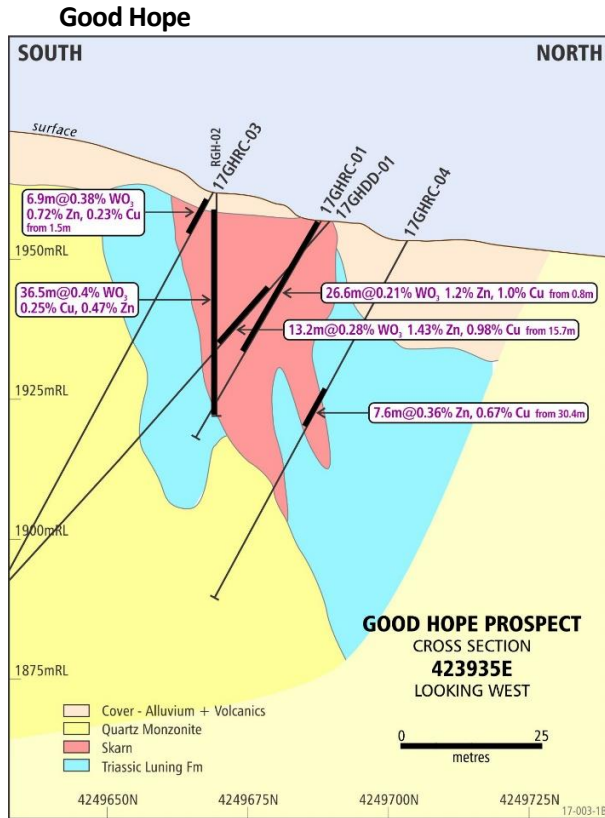 Good Hope
SOUTH
NORTH
surface
17GHRC-03
RGH-02
17GHRC-01
17GHDD-01
17GHRC-04
6.9m@0.38% WO₃
0.72% Zn, 0.23% Cu
from 1.5m
1950mRL
36.5m@0.4% WO₃
0.25% Cu, 0.47% Zn
26.6m@0.21% WO₃ 1.2% Zn, 1.0% Cu from 0.8m
13.2m@0.28% WO₃ 1.43% Zn, 0.98% Cu from 15.7m
1925mRL
7.6m@0.36% Zn, 0.67% Cu from 30.4m
1900mRL
GOOD HOPE PROSPECT
CROSS SECTION
423935E
LOOKING WEST
1875mRL
Cover - Alluvium + Volcanics
Quartz Monzonite
Skarn
Triassic Luning Fm
0 25
metres
4249650N 4249675N 4249700N 4249725N
17-003-1B